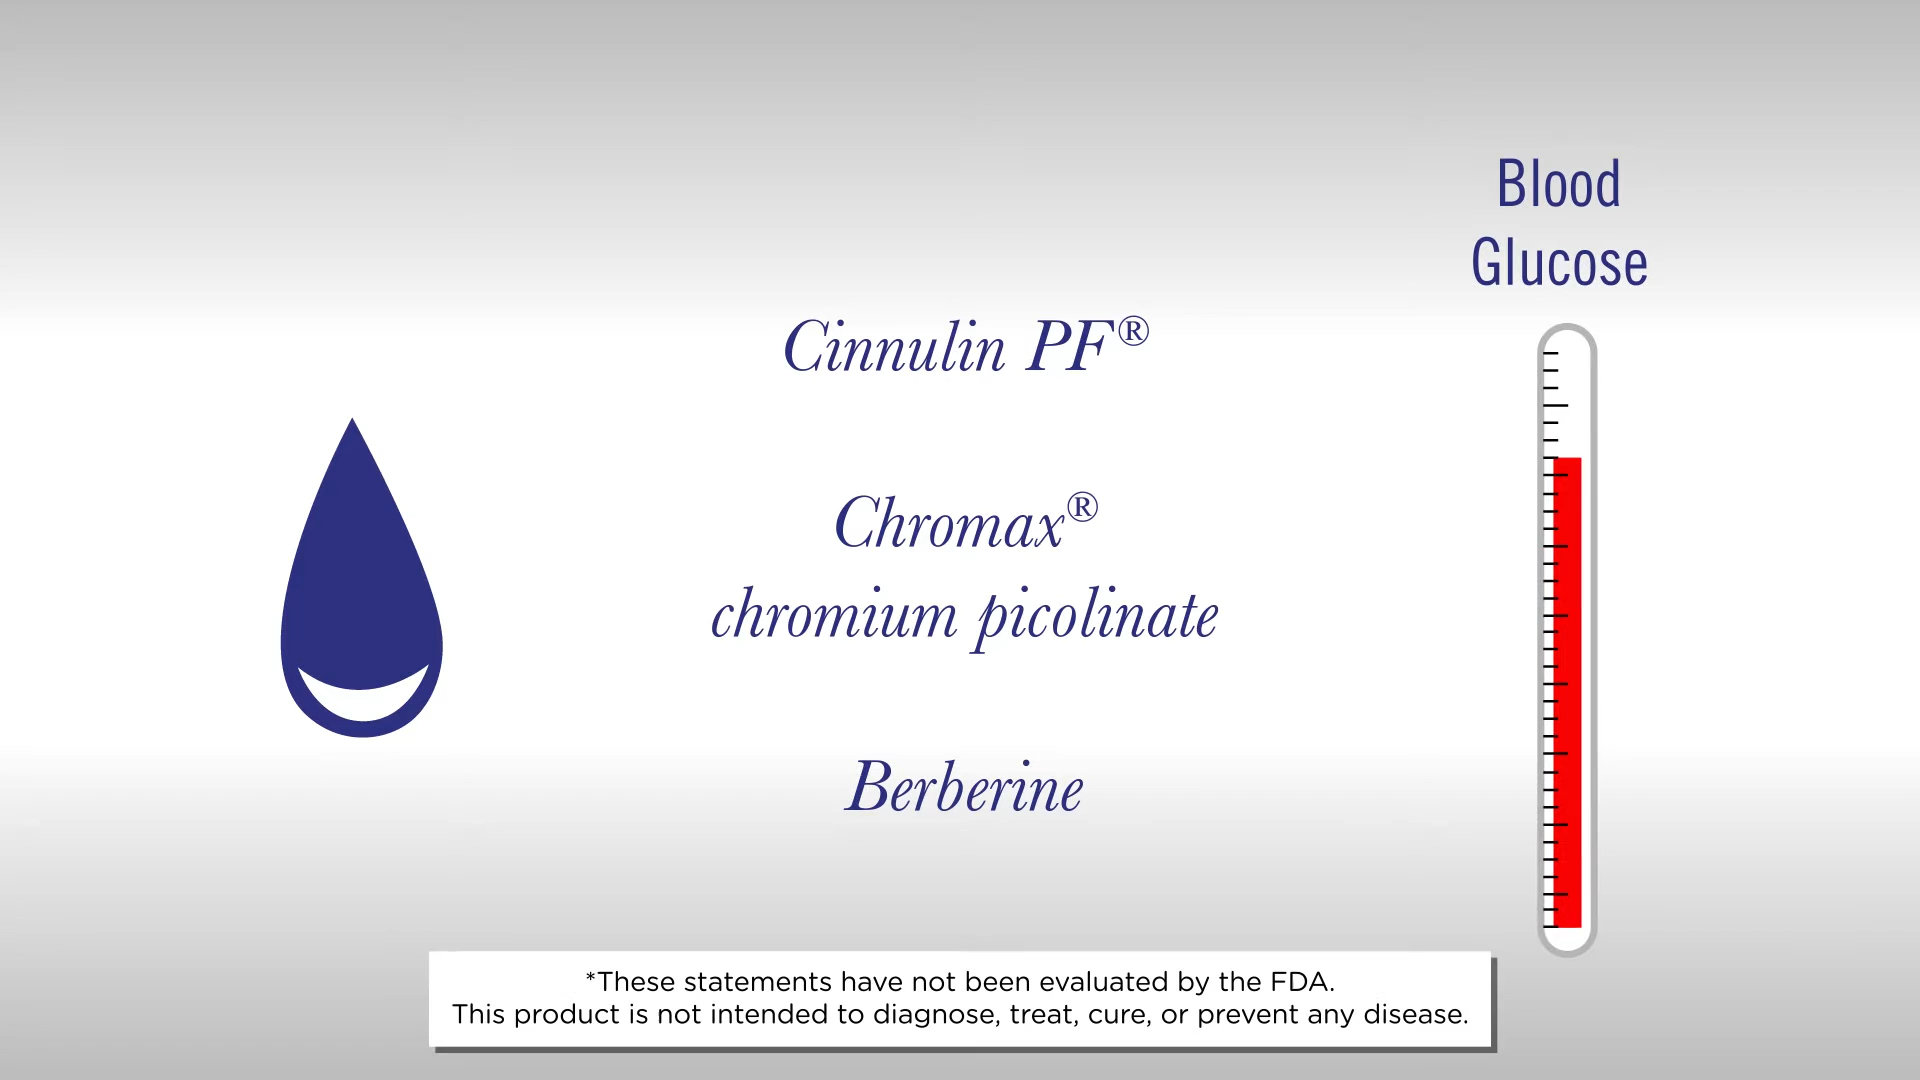 Blood
Glucose
Cinnulin PF®
Chromax®
chromium picolinate
Berberine
*These statements have not been evaluated by the FDA.
This product is not intended to diagnose, treat, cure, or prevent any disease.